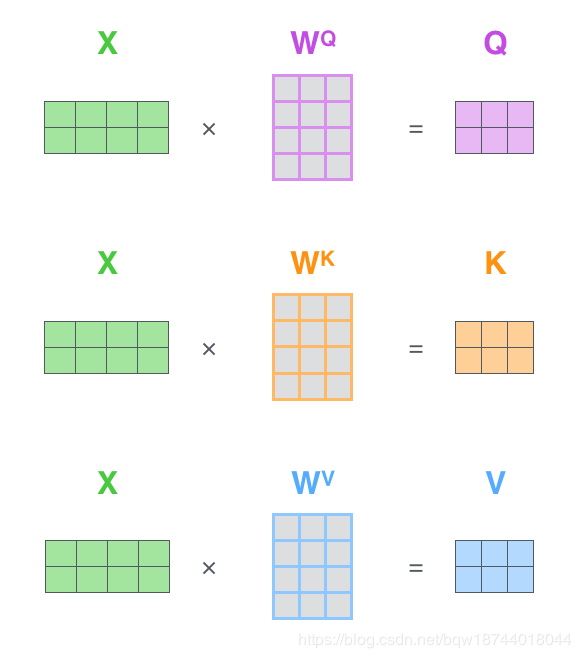 X W^Q Q
× =
X W^K K
× =
X W^V V
× =
https://blog.csdn.net/bqw18744018044